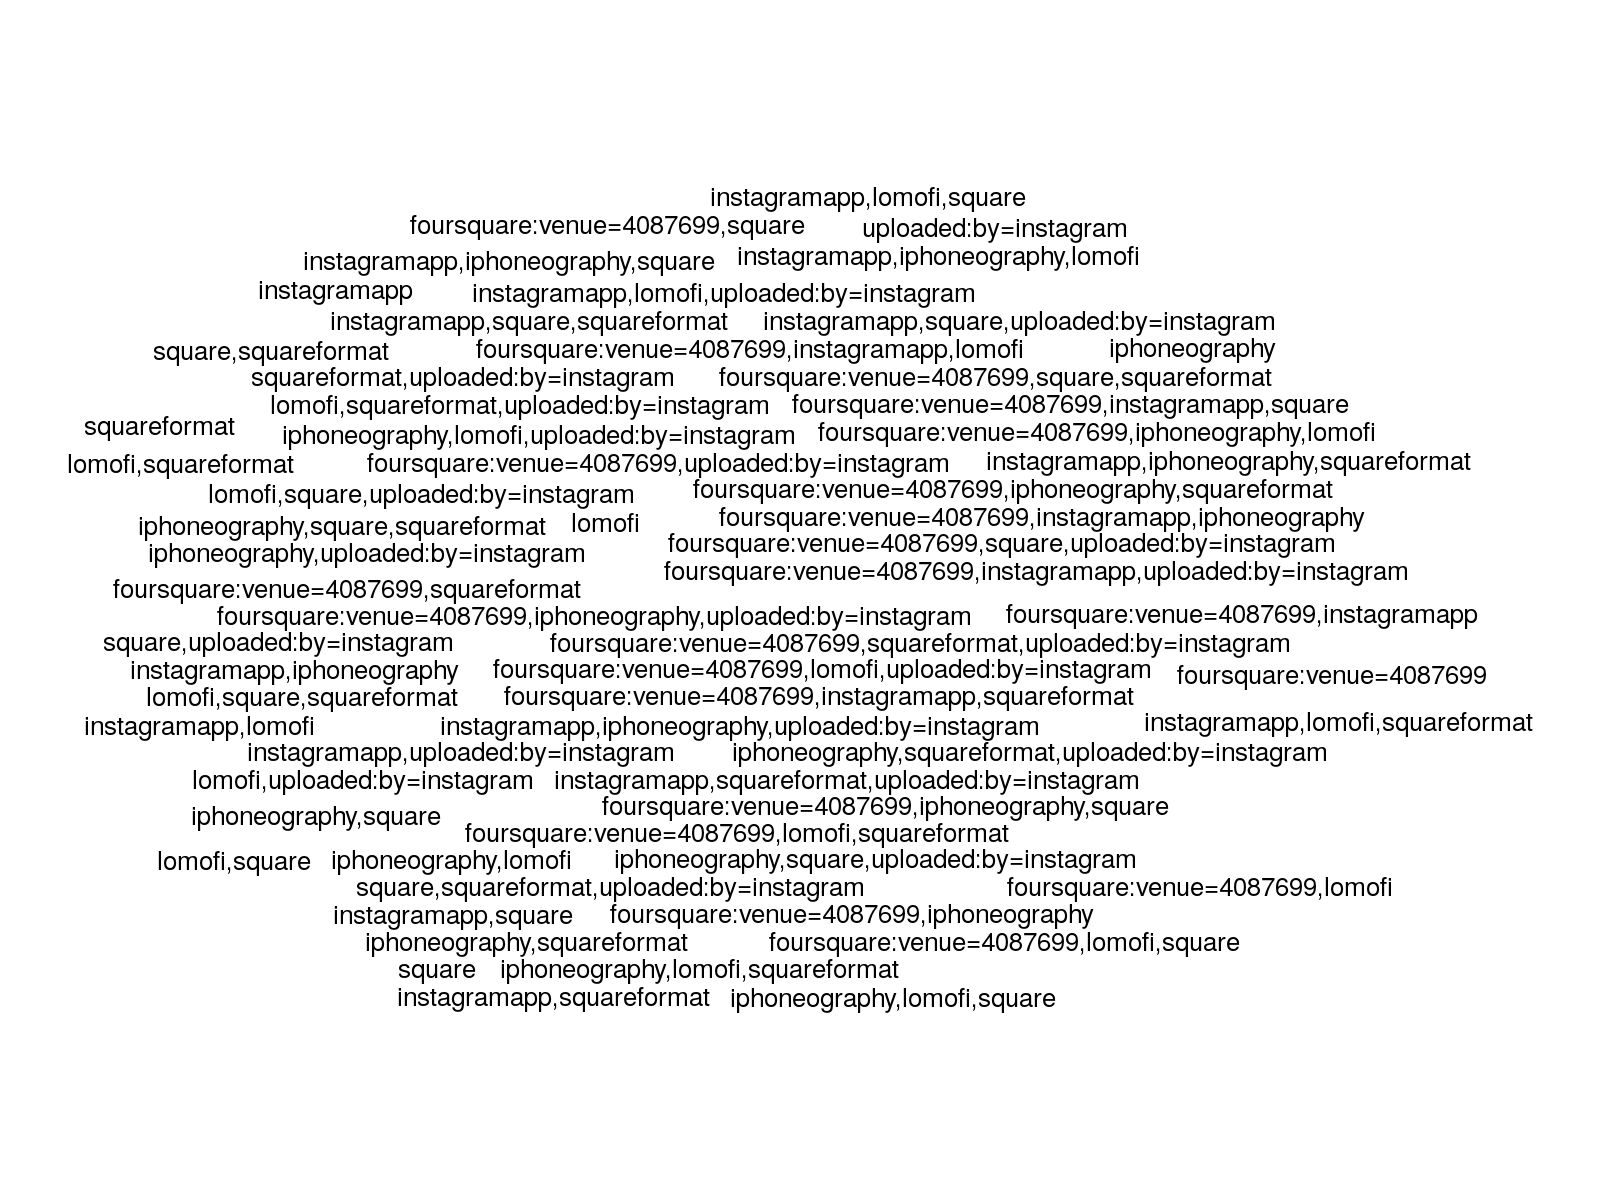 instagramapp,lomofi,square
foursquare:venue=4087699,square uploaded:by=instagram
instagramapp,iphoneography,square instagramapp,iphoneography,lomofi
instagramapp instagramapp,lomofi,uploaded:by=instagram
instagramapp,square,squareformat instagramapp,square,uploaded:by=instagram
square,squareformat foursquare:venue=4087699,instagramapp,lomofi iphoneography
squareformat,uploaded:by=instagram foursquare:venue=4087699,square,squareformat
lomofi,squareformat,uploaded:by=instagram foursquare:venue=4087699,instagramapp,square
squareformat iphoneography,lomofi,uploaded:by=instagram foursquare:venue=4087699,iphoneography,lomofi
lomofi,squareformat foursquare:venue=4087699,uploaded:by=instagram instagramapp,iphoneography,squareformat
lomofi,square,uploaded:by=instagram foursquare:venue=4087699,iphoneography,squareformat
iphoneography,square,squareformat lomofi foursquare:venue=4087699,instagramapp,iphoneography
iphoneography,uploaded:by=instagram foursquare:venue=4087699,square,uploaded:by=instagram
foursquare:venue=4087699,instagramapp,uploaded:by=instagram
foursquare:venue=4087699,squareformat
foursquare:venue=4087699,iphoneography,uploaded:by=instagram foursquare:venue=4087699,instagramapp
square,uploaded:by=instagram foursquare:venue=4087699,squareformat,uploaded:by=instagram
instagramapp,iphoneography foursquare:venue=4087699,lomofi,uploaded:by=instagram foursquare:venue=4087699
lomofi,square,squareformat foursquare:venue=4087699,instagramapp,squareformat
instagramapp,lomofi instagramapp,iphoneography,uploaded:by=instagram instagramapp,lomofi,squareformat
instagramapp,uploaded:by=instagram iphoneography,squareformat,uploaded:by=instagram
lomofi,uploaded:by=instagram instagramapp,squareformat,uploaded:by=instagram
iphoneography,square foursquare:venue=4087699,iphoneography,square
foursquare:venue=4087699,lomofi,squareformat
lomofi,square iphoneography,lomofi iphoneography,square,uploaded:by=instagram
square,squareformat,uploaded:by=instagram foursquare:venue=4087699,lomofi
instagramapp,square foursquare:venue=4087699,iphoneography
iphoneography,squareformat foursquare:venue=4087699,lomofi,square
square iphoneography,lomofi,squareformat
instagramapp,squareformat iphoneography,lomofi,square